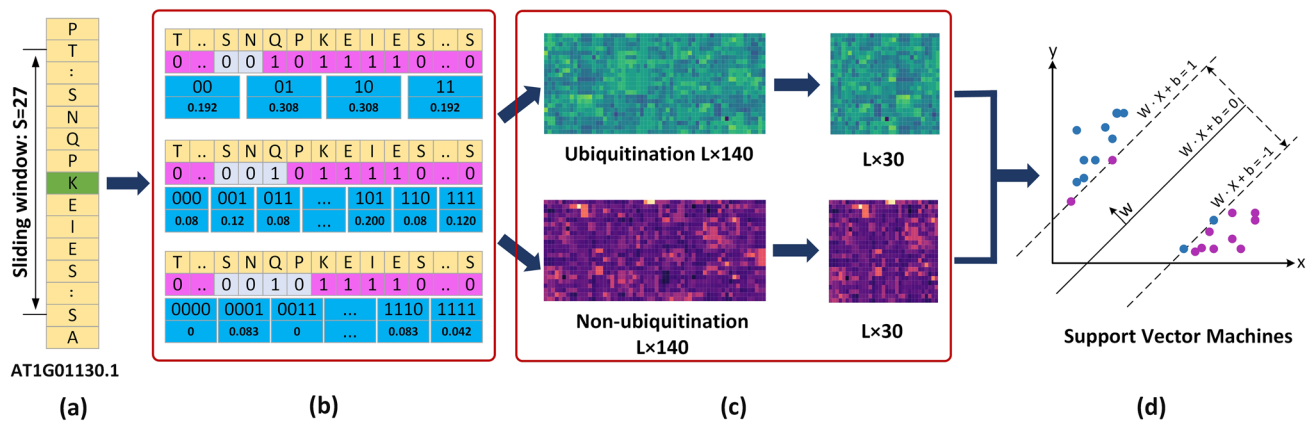 P
T
:
S
N
Q
P
K
E
I
E
S
:
S
A
Sliding window: S=27
AT1G01130.1
(a)
T .. S N Q P K E I E S .. S
0 .. 0 0 1 0 1 1 1 1 0 .. 0
00 01 10 11
0.192 0.308 0.308 0.192
T .. S N Q P K E I E S .. S
0 .. 0 0 1 0 1 1 1 1 0 .. 0
000 001 011 ... 101 110 111
0.08 0.12 0.08 ... 0.200 0.08 0.120
T .. S N Q P K E I E S .. S
0 .. 0 0 1 0 1 1 1 1 0 .. 0
0000 0001 0011 ... 1110 1111
0 0.083 0 ... 0.083 0.042
(b)
Ubiquitination L×140
L×30
Non-ubiquitination
L×140
L×30
(c)
y
W · X + b = 1
W · X + b = 0
W · X + b = -1
W
x
Support Vector Machines
(d)